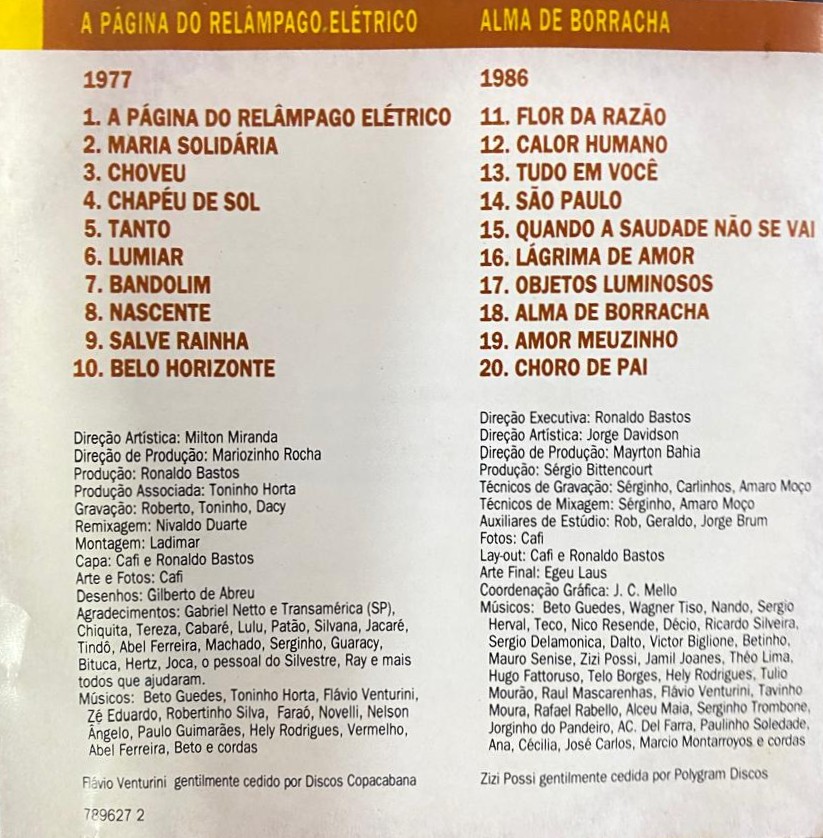 A PÁGINA DO RELÂMPAGO ELÉTRICO
1977
1. A PÁGINA DO RELÂMPAGO ELÉTRICO
2. MARIA SOLIDÁRIA
3. CHOVEU
4. CHAPÉU DE SOL
5. TANTO
6. LUMIAR
7. BANDOLIM
8. NASCENTE
9. SALVE RAINHA
10. BELO HORIZONTE
Direção Artística: Milton Miranda
Direção de Produção: Mariozinho Rocha
Produção: Ronaldo Bastos
Produção Associada: Toninho Horta
Gravação: Roberto, Toninho, Dacy
Remixagem: Nivaldo Duarte
Montagem: Ladimar
Capa: Cafi e Ronaldo Bastos
Arte e Fotos: Cafi
Desenhos: Gilberto de Abreu
Agradecimentos: Gabriel Netto e Transamérica (SP),
Chiquita, Tereza, Cabaré, Lulu, Patão, Silvana, Jacaré,
Tindô, Abel Ferreira, Machado, Serginho, Guaracy,
Bituca, Hertz, Joca, o pessoal do Silvestre, Ray e mais
todos que ajudaram.
Músicos: Beto Guedes, Toninho Horta, Flávio Venturini,
Zé Eduardo, Robertinho Silva, Faraó, Novelli, Nelson
Ângelo, Paulo Guimarães, Hely Rodrigues, Vermelho,
Abel Ferreira, Beto e cordas
Flávio Venturini gentilmente cedido por Discos Copacabana
789627 2
ALMA DE BORRACHA
1986
11. FLOR DA RAZÃO
12. CALOR HUMANO
13. TUDO EM VOCÊ
14. SÃO PAULO
15. QUANDO A SAUDADE NÃO SE VAI
16. LÁGRIMA DE AMOR
17. OBJETOS LUMINOSOS
18. ALMA DE BORRACHA
19. AMOR MEUZINHO
20. CHORO DE PAI
Direção Executiva: Ronaldo Bastos
Direção Artística: Jorge Davidson
Direção de Produção: Mayrton Bahia
Produção: Sérgio Bittencourt
Técnicos de Gravação: Sérginho, Carlinhos, Amaro Moço
Técnicos de Mixagem: Sérginho, Amaro Moço
Auxiliares de Estúdio: Rob, Geraldo, Jorge Brum
Fotos: Cafi
Lay-out: Cafi e Ronaldo Bastos
Arte Final: Egeu Laus
Coordenação Gráfica: J. C. Mello
Músicos: Beto Guedes, Wagner Tiso, Nando, Sergio
Herval, Teco, Nico Resende, Décio, Ricardo Silveira,
Sergio Delamonica, Dalto, Victor Biglione, Betinho,
Mauro Senise, Zizi Possi, Jamil Joanes, Théo Lima,
Hugo Fattoruso, Telo Borges, Hely Rodrigues, Tulio
Mourão, Raul Mascarenhas, Flávio Venturini, Tavinho
Moura, Rafael Rabello, Alceu Maia, Serginho Trombone,
Jorginho do Pandeiro, AC. Del Farra, Paulinho Soledade,
Ana, Cécilia, José Carlos, Marcio Montarroyos e cordas
Zizi Possi gentilmente cedida por Polygram Discos